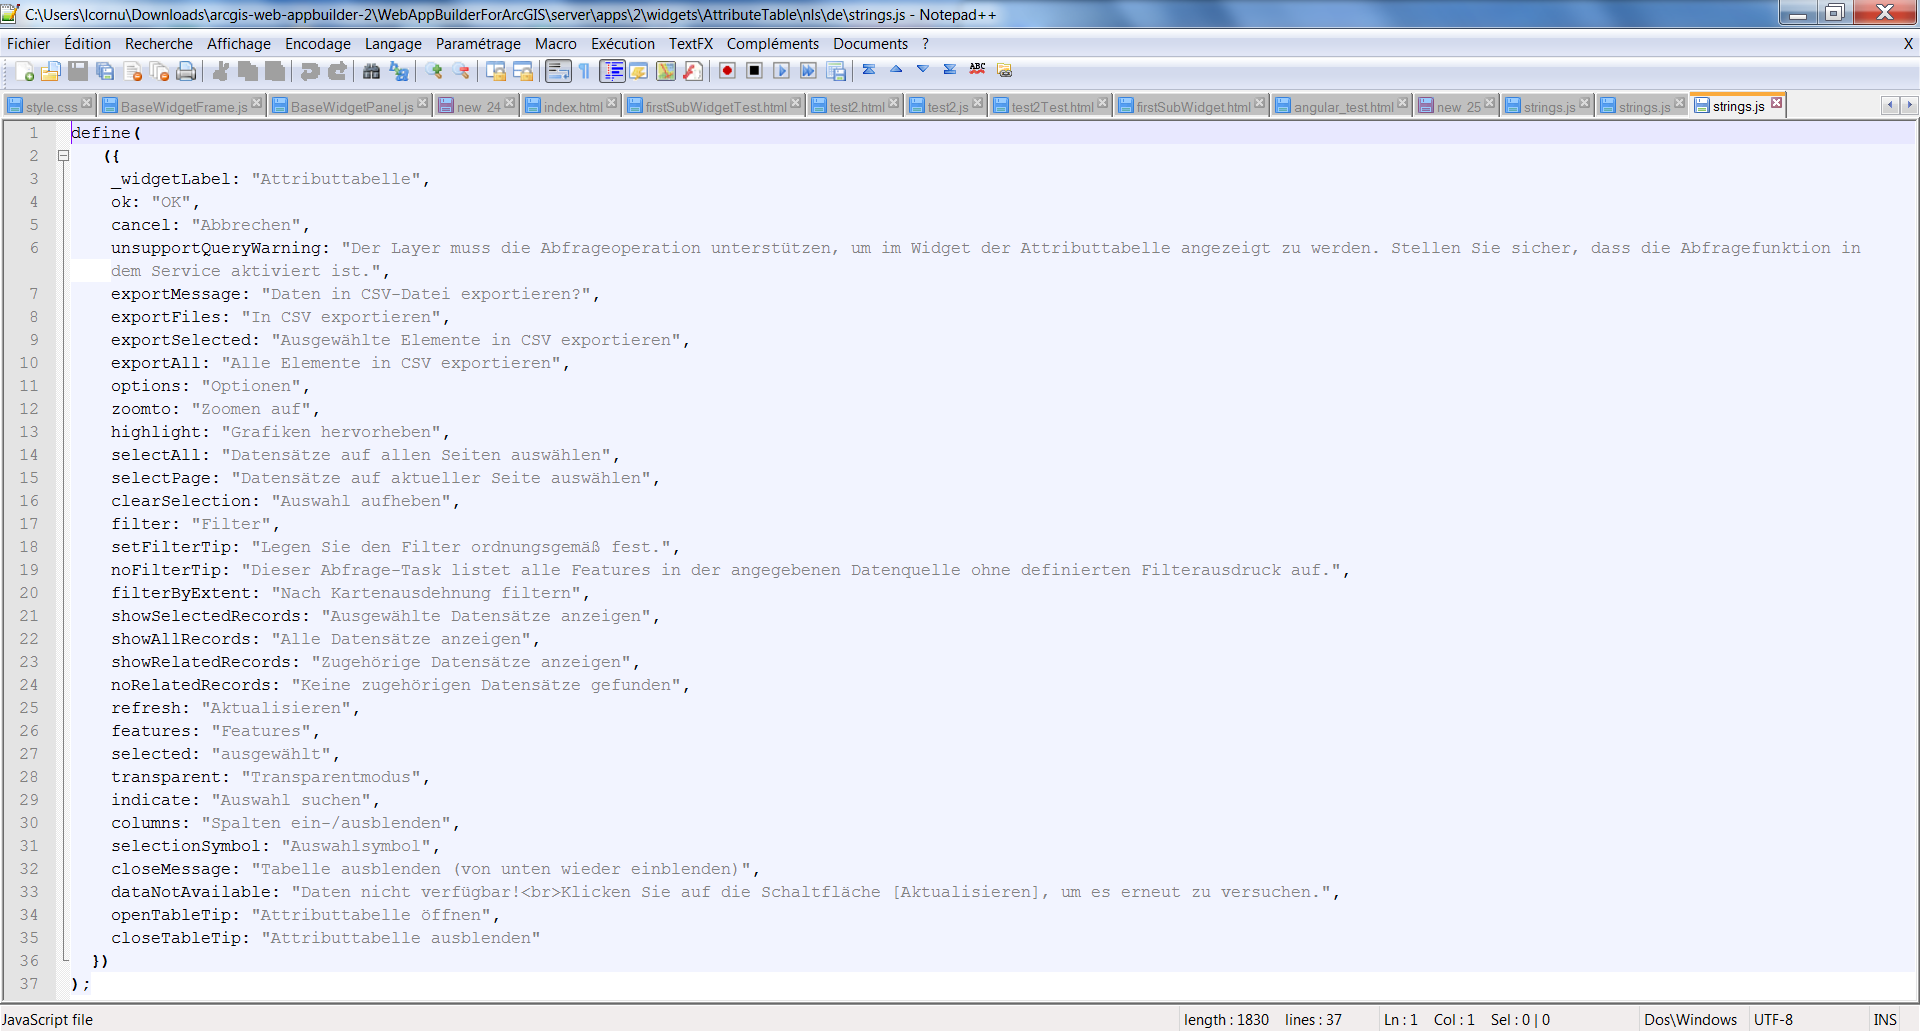 C:\Users\lcornu\Downloads\arcgis-web-appbuilder-2\WebAppBuilderForArcGIS\server\apps\2\widgets\AttributeTable\nls\de\strings.js - Notepad++
Fichier Édition Recherche Affichage Encodage Langage Paramétrage Macro Exécution TextFX Compléments Documents ? X
style.css BaseWidgetFrame.js BaseWidgetPanel.js new 24 index.html firstSubWidgetTest.html test2.html test2.js test2Test.html firstSubWidget.html angular_test.html new 25 strings.js strings.js strings.js
1 define(
2 ({
3 _widgetLabel: "Attributtabelle",
4 ok: "OK",
5 cancel: "Abbrechen",
6 unsupportQueryWarning: "Der Layer muss die Abfrageoperation unterstützen, um im Widget der Attributtabelle angezeigt zu werden. Stellen Sie sicher, dass die Abfragefunktion in
dem Service aktiviert ist.",
7 exportMessage: "Daten in CSV-Datei exportieren?",
8 exportFiles: "In CSV exportieren",
9 exportSelected: "Ausgewählte Elemente in CSV exportieren",
10 exportAll: "Alle Elemente in CSV exportieren",
11 options: "Optionen",
12 zoomto: "Zoomen auf",
13 highlight: "Grafiken hervorheben",
14 selectAll: "Datensätze auf allen Seiten auswählen",
15 selectPage: "Datensätze auf aktueller Seite auswählen",
16 clearSelection: "Auswahl aufheben",
17 filter: "Filter",
18 setFilterTip: "Legen Sie den Filter ordnungsgemäß fest.",
19 noFilterTip: "Dieser Abfrage-Task listet alle Features in der angegebenen Datenquelle ohne definierten Filterausdruck auf.",
20 filterByExtent: "Nach Kartenausdehnung filtern",
21 showSelectedRecords: "Ausgewählte Datensätze anzeigen",
22 showAllRecords: "Alle Datensätze anzeigen",
23 showRelatedRecords: "Zugehörige Datensätze anzeigen",
24 noRelatedRecords: "Keine zugehörigen Datensätze gefunden",
25 refresh: "Aktualisieren",
26 features: "Features",
27 selected: "ausgewählt",
28 transparent: "Transparentmodus",
29 indicate: "Auswahl suchen",
30 columns: "Spalten ein-/ausblenden",
31 selectionSymbol: "Auswahlsymbol",
32 closeMessage: "Tabelle ausblenden (von unten wieder einblenden)",
33 dataNotAvailable: "Daten nicht verfügbar!<br>Klicken Sie auf die Schaltfläche [Aktualisieren], um es erneut zu versuchen.",
34 openTableTip: "Attributtabelle öffnen",
35 closeTableTip: "Attributtabelle ausblenden"
36 })
37 );
JavaScript file length : 1830 lines : 37 Ln : 1 Col : 1 Sel : 0 | 0 Dos\Windows UTF-8 INS